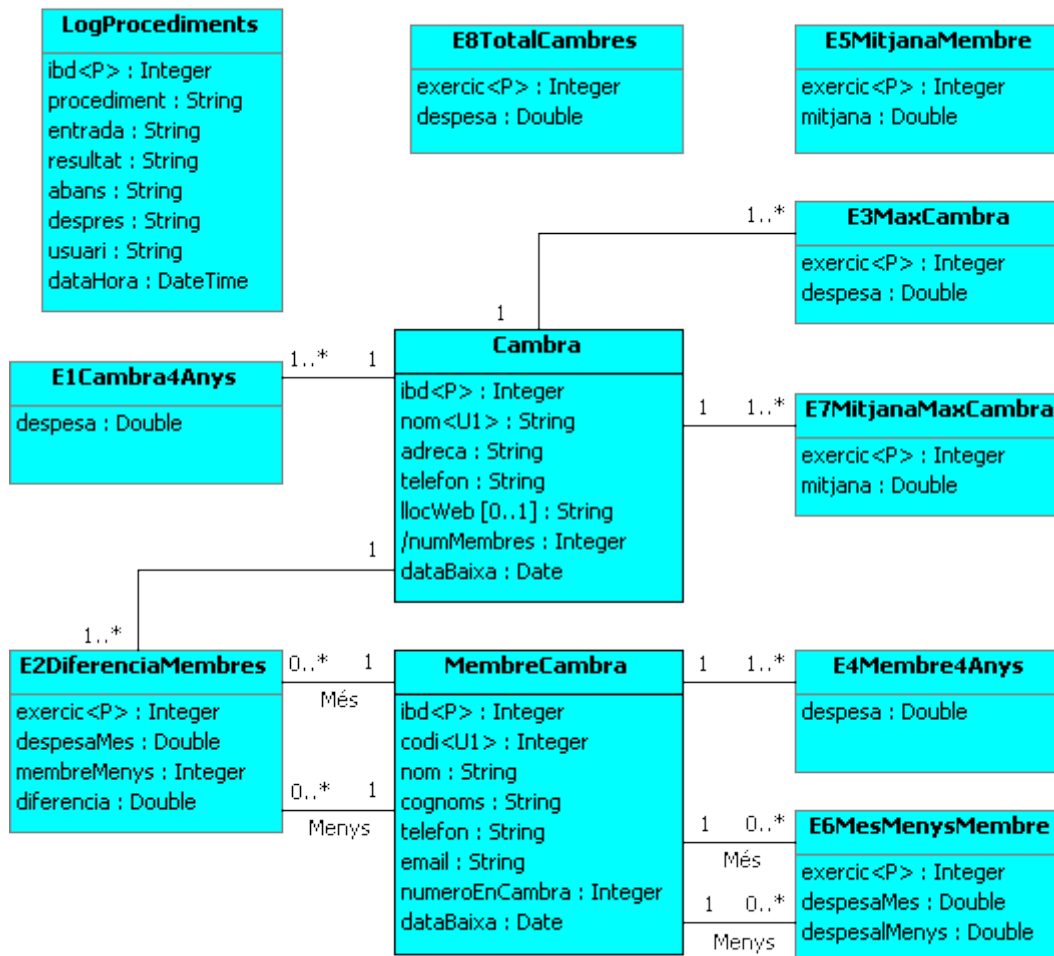 LogProcediments
ibd<P> : Integer
procediment : String
entrada : String
resultat : String
abans : String
despres : String
usuari : String
dataHora : DateTime
E8TotalCambres
exercic<P> : Integer
despesa : Double
E5MitjanaMembre
exercic<P> : Integer
mitjana : Double
1..*
E3MaxCambra
exercic<P> : Integer
despesa : Double
1
1..* 1
E1Cambra4Anys
despesa : Double
Cambra
ibd<P> : Integer
nom<U1> : String
adreca : String
telefon : String
llocWeb [0..1] : String
/numMembres : Integer
dataBaixa : Date
1 1..*
E7MitjanaMaxCambra
exercic<P> : Integer
mitjana : Double
1
1..*
E2DiferenciaMembres
exercic<P> : Integer
despesaMes : Double
membreMenys : Integer
diferencia : Double
0..* 1
Més
0..* 1
Menys
MembreCambra
ibd<P> : Integer
codi<U1> : Integer
nom : String
cognoms : String
telefon : String
email : String
numeroEnCambra : Integer
dataBaixa : Date
1 1..*
E4Membre4Anys
despesa : Double
1 0..*
Més
1 0..*
Menys
E6MesMenysMembre
exercic<P> : Integer
despesaMes : Double
despesalMenys : Double